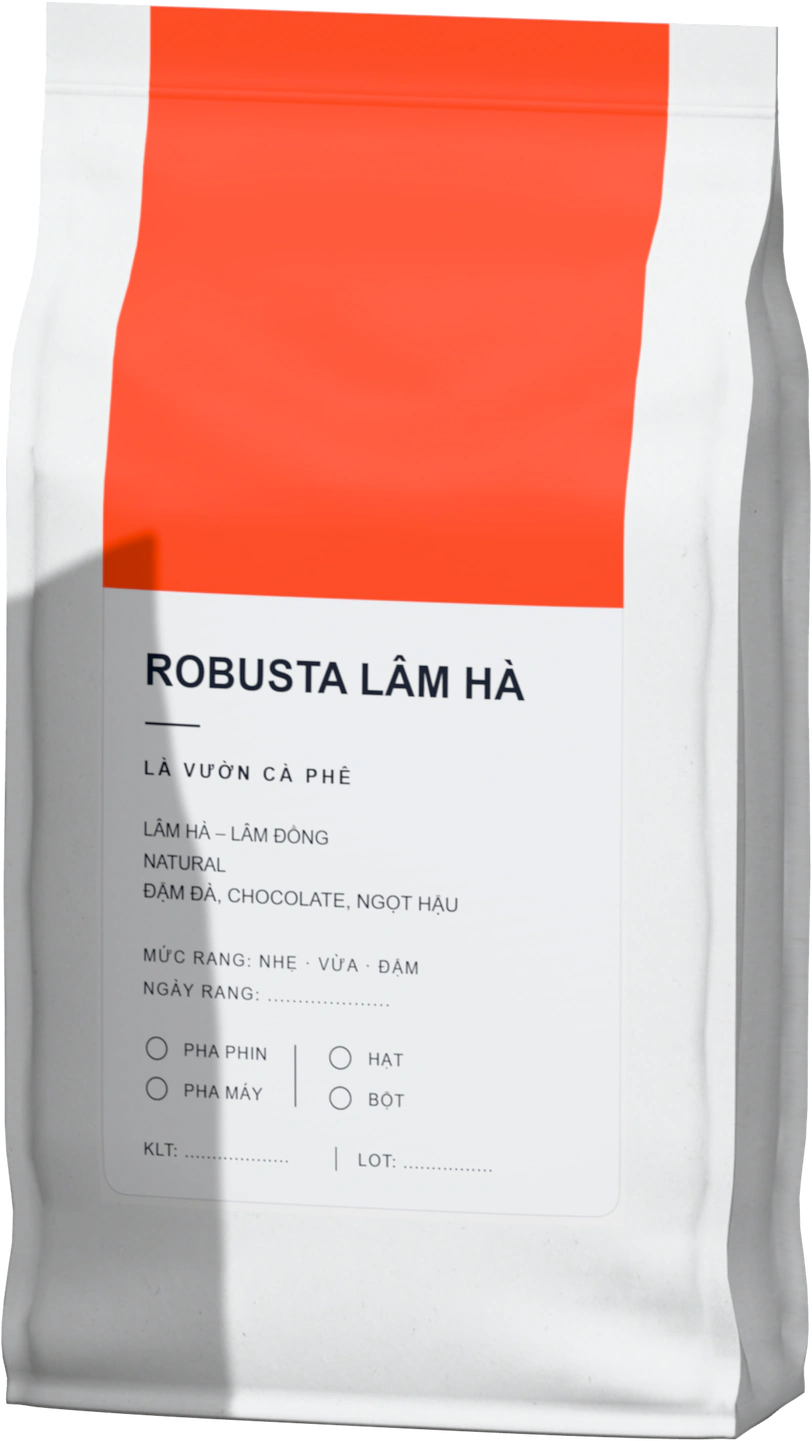 ROBUSTA LÂM HÀ
LÀ VƯỜN CÀ PHÊ
LÂM HÀ – LÂM ĐỒNG
NATURAL
ĐẬM ĐÀ, CHOCOLATE, NGỌT HẬU
MỨC RANG: NHẸ · VỪA · ĐẬM
NGÀY RANG: .....................
PHA PHIN
HẠT
PHA MÁY
BỘT
KLT: ................... | LOT: ................